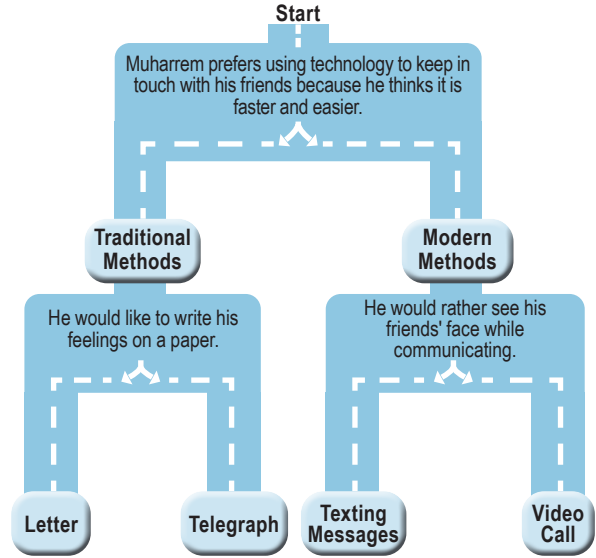 Start
Muharrem prefers using technology to keep in
touch with his friends because he thinks it is
faster and easier.
Traditional
Methods
Modern
Methods
He would like to write his
feelings on a paper.
He would rather see his
friends' face while
communicating.
Letter
Telegraph
Texting
Messages
Video
Call